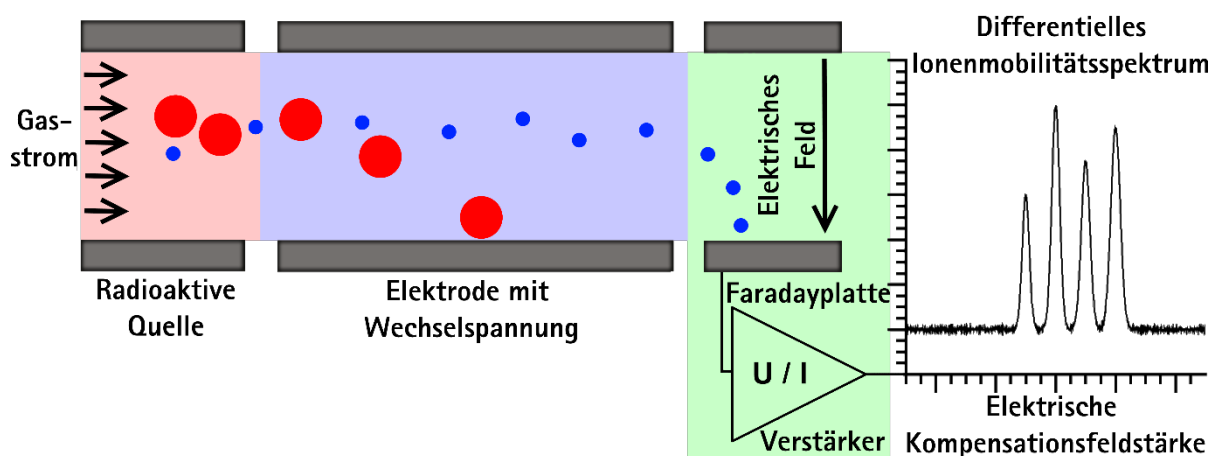 Gas-
strom
Radioaktive
Quelle
Elektrode mit
Wechselspannung
Elektrisches
Feld
Faradayplatte
U / I
Verstärker
Differentielles
Ionenmobilitätsspektrum
Elektrische
Kompensationsfeldstärke